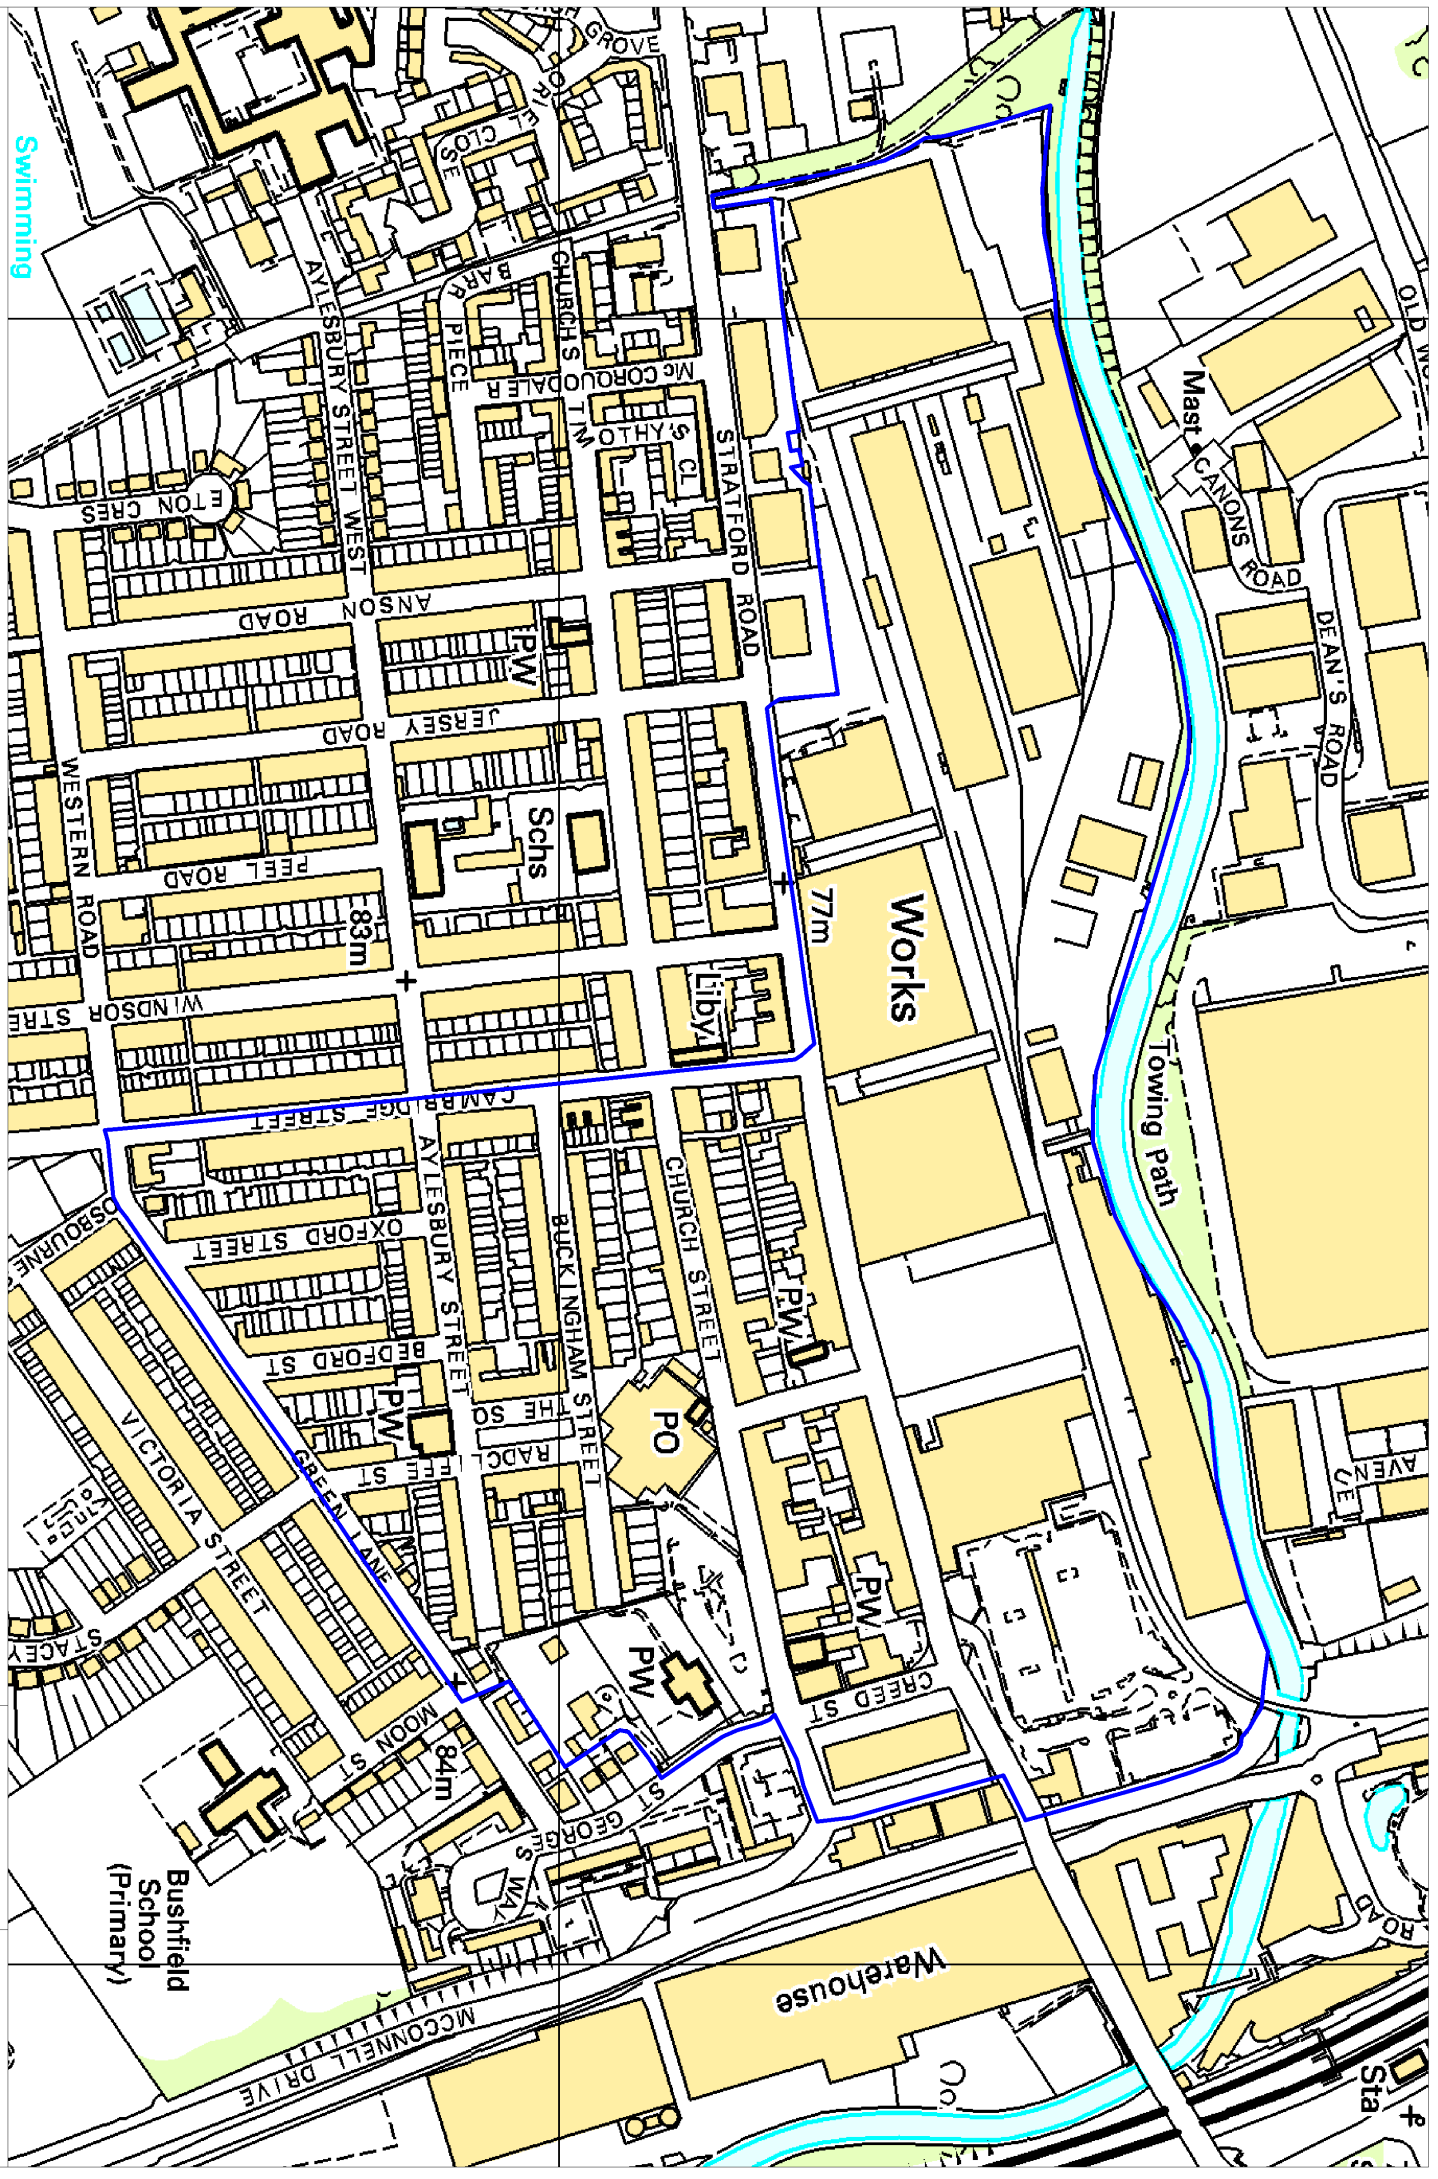 GROVE
ORIEL CLOSE
Swimming
BARR PIECE
CHURCH S T
AYLESBURY STREET WEST
Mc CORQUODALE R
TIM OTHY'S CL
STRATFORD ROAD
ETON CRES
ANSON ROAD
PW
JERSEY ROAD
WESTERN ROAD
PEEL ROAD
Schs
83m
77m
Works
WINDSOR STRE
Liby
CAMBRIDGE STREET
OLD WO
Mast
CANONS ROAD
DEAN'S ROAD
Towing Path
AYLESBURY STREET
OXFORD STREET
OSBOURNE
BUCKINGHAM STREET
CHURCH STREET
PW
BEDFORD ST
THE SQ
PW
PO
RADCLIFFE ST
GREEN LANE
VICTORIA STREET
AVENUE
PW
PW
CREED ST
STACEY
MOON ST
84m
ST GEORGE'S WAY
Bushfield
School
(Primary)
MCCONNELL DRIVE
Warehouse
ROAD
Sta